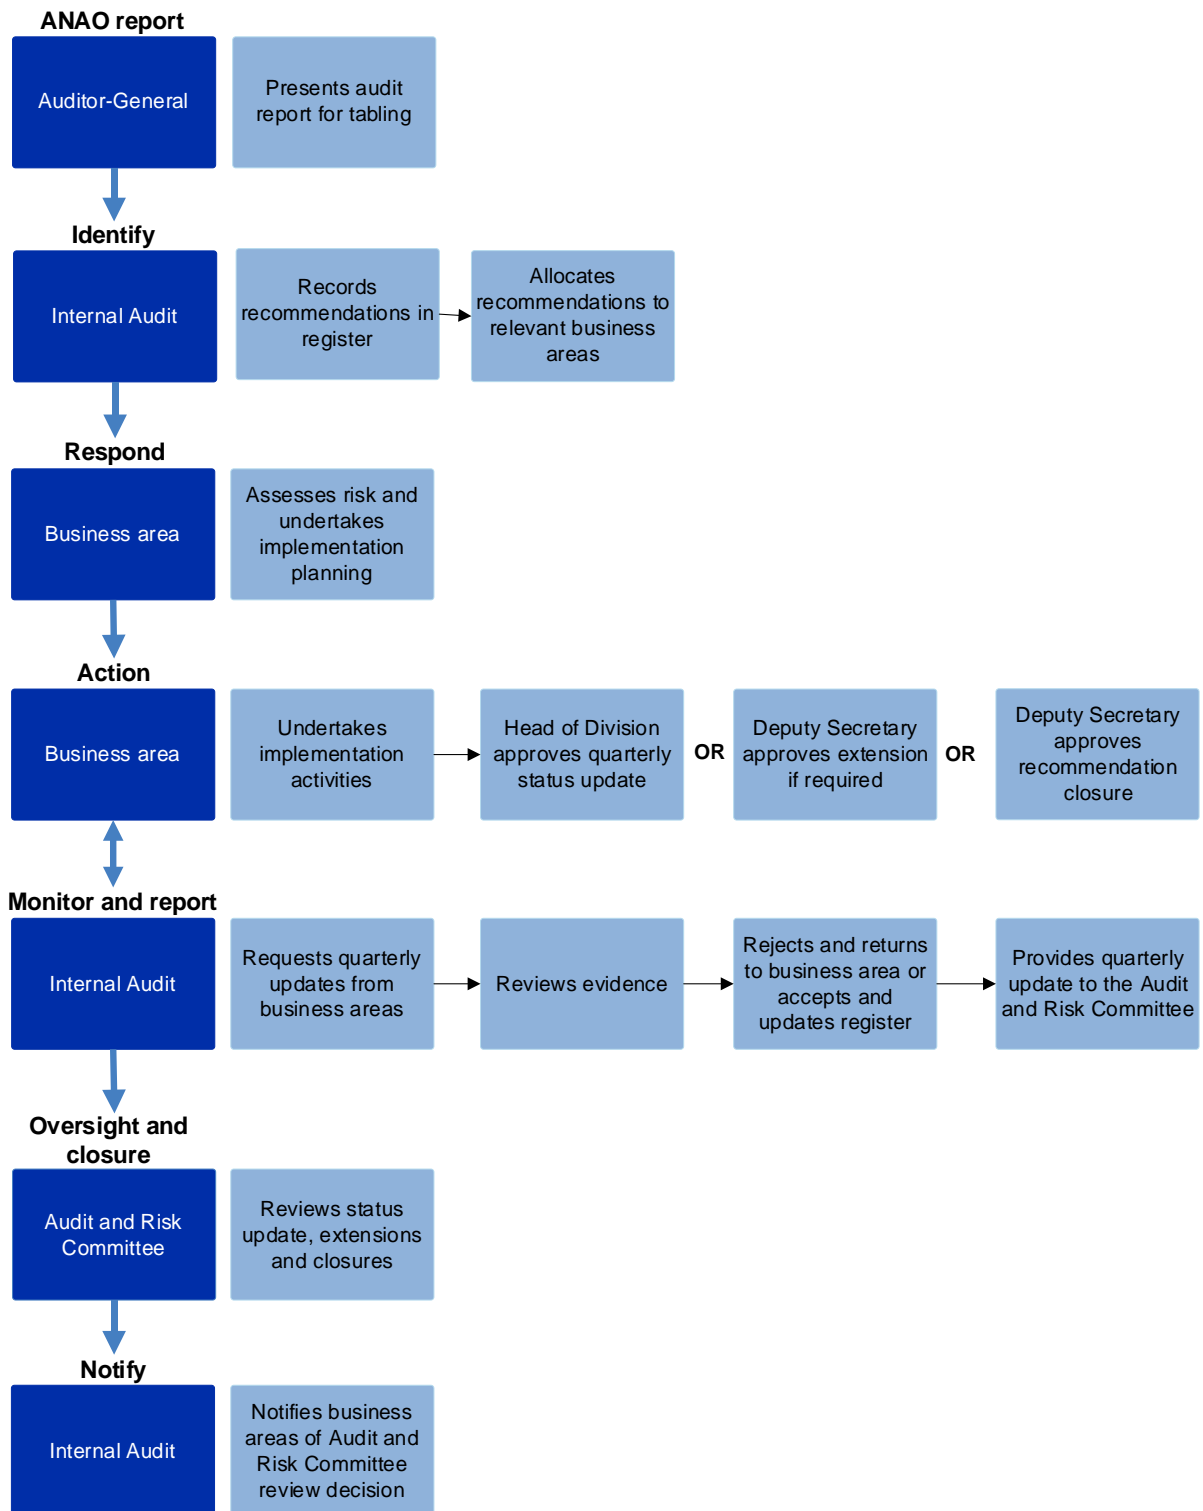 ANAO report
Auditor-General
Presents audit
report for tabling
Identify
Internal Audit
Records
recommendations in
register
Allocates
recommendations to
relevant business
areas
Respond
Business area
Assesses risk and
undertakes
implementation
planning
Action
Business area
Undertakes
implementation
activities
Head of Division
approves quarterly
status update
OR
Deputy Secretary
approves extension
if required
OR
Deputy Secretary
approves
recommendation
closure
Monitor and report
Internal Audit
Requests quarterly
updates from
business areas
Reviews evidence
Rejects and returns
to business area or
accepts and
updates register
Provides quarterly
update to the Audit
and Risk Committee
Oversight and
closure
Audit and Risk
Committee
Reviews status
update, extensions
and closures
Notify
Internal Audit
Notifies business
areas of Audit and
Risk Committee
review decision